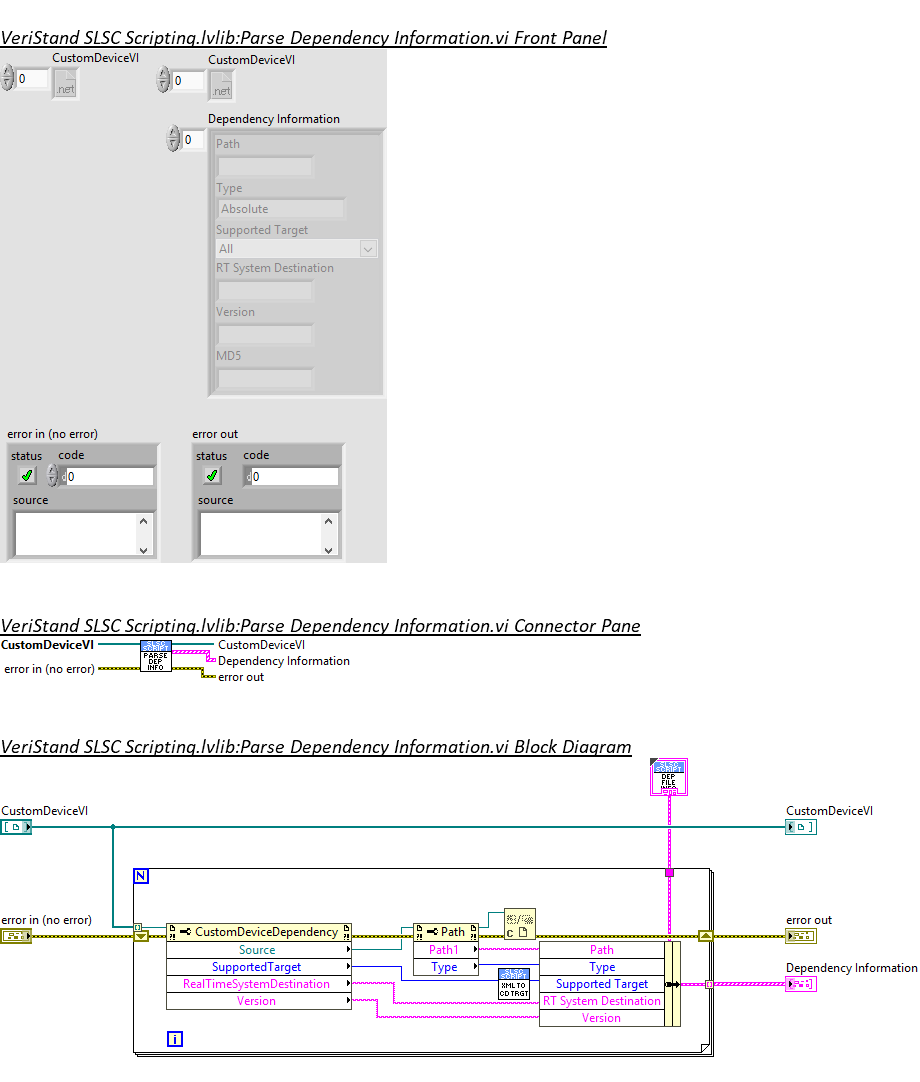 VeriStand SLSC Scripting.lvlib:Parse Dependency Information.vi Front Panel
CustomDeviceVI
CustomDeviceVI
0
.net
0
.net
Dependency Information
0
Path
Type
Absolute
Supported Target
All
RT System Destination
Version
MD5
error in (no error)
error out
status code
status code
d0
d0
source
source
VeriStand SLSC Scripting.lvlib:Parse Dependency Information.vi Connector Pane
CustomDeviceVI
SLSC
SCRIPT
PARSE
DEP
INFO
CustomDeviceVI
Dependency Information
error in (no error)
error out
VeriStand SLSC Scripting.lvlib:Parse Dependency Information.vi Block Diagram
SLSC
SCRIPT
DEP
FILE
INFO
CustomDeviceVI
CustomDeviceVI
N
error in (no error)
error out
CustomDeviceDependency
Source
SupportedTarget
RealTimeSystemDestination
Version
Path
Path1
Type
C
SLSC
SCRIPT
XML TO
CDTRGT
Path
Type
Supported Target
RT System Destination
Version
Dependency Information
i